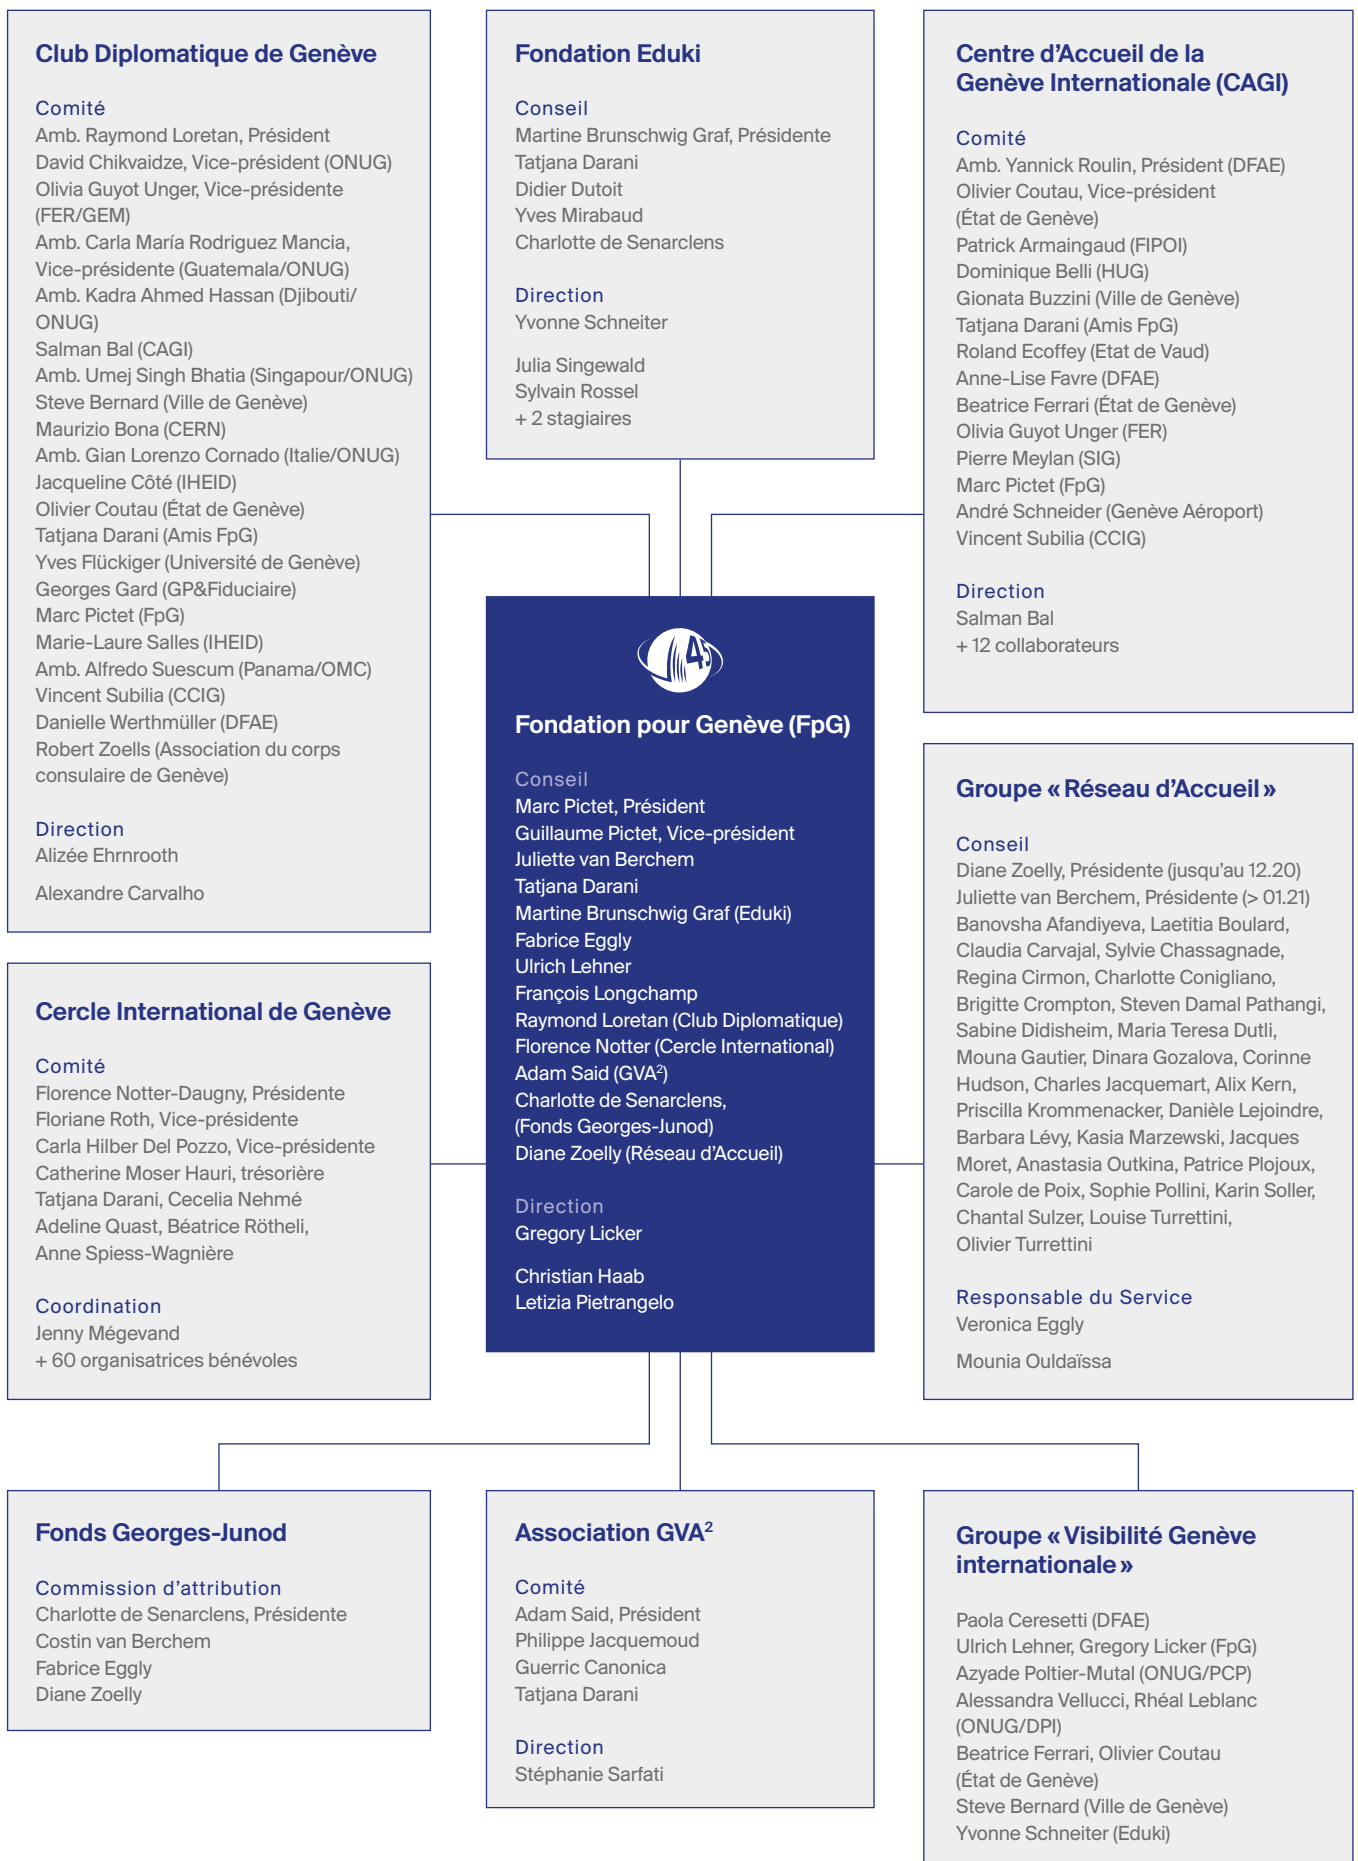 Club Diplomatique de Genève
Comité
Amb. Raymond Loretan, Président
David Chikvaidze, Vice-président (ONUG)
Olivia Guyot Unger, Vice-présidente
(FER/GEM)
Amb. Carla María Rodriguez Mancia,
Vice-présidente (Guatemala/ONUG)
Amb. Kadra Ahmed Hassan (Djibouti/
ONUG)
Salman Bal (CAGI)
Amb. Umej Singh Bhatia (Singapour/ONUG)
Steve Bernard (Ville de Genève)
Maurizio Bona (CERN)
Amb. Gian Lorenzo Cornado (Italie/ONUG)
Jacqueline Côté (IHEID)
Olivier Coutau (État de Genève)
Tatjana Darani (Amis FpG)
Yves Flückiger (Université de Genève)
Georges Gard (GP&Fiduciaire)
Marc Pictet (FpG)
Marie-Laure Salles (IHEID)
Amb. Alfredo Suescum (Panama/OMC)
Vincent Subilia (CCIG)
Danielle Werthmüller (DFAE)
Robert Zoells (Association du corps
consulaire de Genève)
Direction
Alizée Ehrnrooth
Alexandre Carvalho
Fondation Eduki
Conseil
Martine Brunschwig Graf, Présidente
Tatjana Darani
Didier Dutoit
Yves Mirabaud
Charlotte de Senarclens
Direction
Yvonne Schneiter
Julia Singewald
Sylvain Rossel
+ 2 stagiaires
Centre d'Accueil de la
Genève Internationale (CAGI)
Comité
Amb. Yannick Roulin, Président (DFAE)
Olivier Coutau, Vice-président
(État de Genève)
Patrick Armaingaud (FIPOI)
Dominique Belli (HUG)
Gionata Buzzini (Ville de Genève)
Tatjana Darani (Amis FpG)
Roland Ecoffey (Etat de Vaud)
Anne-Lise Favre (DFAE)
Beatrice Ferrari (État de Genève)
Olivia Guyot Unger (FER)
Pierre Meylan (SIG)
Marc Pictet (FpG)
André Schneider (Genève Aéroport)
Vincent Subilia (CCIG)
Direction
Salman Bal
+ 12 collaborateurs
45
Fondation pour Genève (FpG)
Conseil
Marc Pictet, Président
Guillaume Pictet, Vice-président
Juliette van Berchem
Tatjana Darani
Martine Brunschwig Graf (Eduki)
Fabrice Eggly
Ulrich Lehner
François Longchamp
Raymond Loretan (Club Diplomatique)
Florence Notter (Cercle International)
Adam Said (GVA²)
Charlotte de Senarclens,
(Fonds Georges-Junod)
Diane Zoelly (Réseau d'Accueil)
Direction
Gregory Licker
Christian Haab
Letizia Pietrangelo
Groupe « Réseau d'Accueil »
Conseil
Diane Zoelly, Présidente (jusqu'au 12.20)
Juliette van Berchem, Présidente (> 01.21)
Banovsha Afandiyeva, Laetitia Boulard,
Claudia Carvajal, Sylvie Chassagnade,
Regina Cirmon, Charlotte Conigliano,
Brigitte Crompton, Steven Damal Pathangi,
Sabine Didisheim, Maria Teresa Dutli,
Mouna Gautier, Dinara Gozalova, Corinne
Hudson, Charles Jacquemart, Alix Kern,
Priscilla Krommenacker, Danièle Lejoindre,
Barbara Lévy, Kasia Marzewski, Jacques
Moret, Anastasia Outkina, Patrice Plojoux,
Carole de Poix, Sophie Pollini, Karin Soller,
Chantal Sulzer, Louise Turrettini,
Olivier Turrettini
Responsable du Service
Veronica Eggly
Mounia Ouldaïssa
Cercle International de Genève
Comité
Florence Notter-Daugny, Présidente
Floriane Roth, Vice-présidente
Carla Hilber Del Pozzo, Vice-présidente
Catherine Moser Hauri, trésorière
Tatjana Darani, Cecelia Nehmé
Adeline Quast, Béatrice Rötheli,
Anne Spiess-Wagnière
Coordination
Jenny Mégevand
+ 60 organisatrices bénévoles
Fonds Georges-Junod
Commission d'attribution
Charlotte de Senarclens, Présidente
Costin van Berchem
Fabrice Eggly
Diane Zoelly
Association GVA²
Comité
Adam Said, Président
Philippe Jacquemoud
Guerric Canonica
Tatjana Darani
Direction
Stéphanie Sarfati
Groupe « Visibilité Genève
internationale »
Paola Ceresetti (DFAE)
Ulrich Lehner, Gregory Licker (FpG)
Azyade Poltier-Mutal (ONUG/PCP)
Alessandra Vellucci, Rhéal Leblanc
(ONUG/DPI)
Beatrice Ferrari, Olivier Coutau
(État de Genève)
Steve Bernard (Ville de Genève)
Yvonne Schneiter (Eduki)